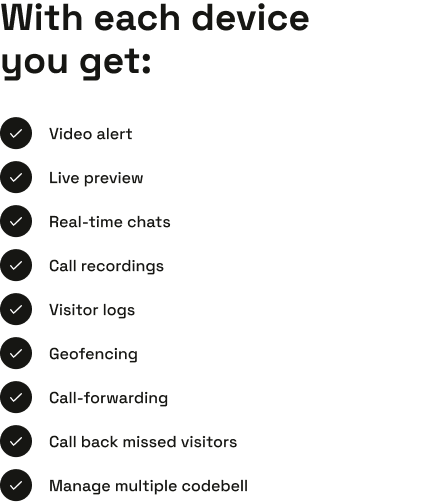 With each device
you get:
Video alert
Live preview
Real-time chats
Call recordings
Visitor logs
Geofencing
Call-forwarding
Call back missed visitors
Manage multiple codebell